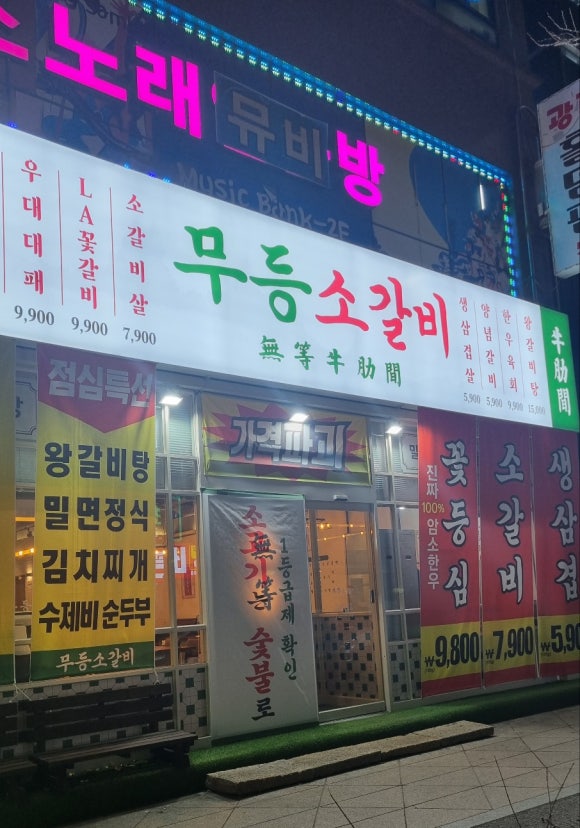 노래
뮤비
방
Music Bank-2F
우대대패
9,900
LA꽃갈비
9,900
소갈비살
7,900
무등소갈비
無等牛肋間
생삼겹살
5,900
양념갈비
5,900
한우육회
9,900
왕갈비탕
15,000
牛肋間
점심특선
왕갈비탕
밀면정식
김치찌개
수제비 순두부
무등소갈비
가격파괴
소고기 숯불로
無等
1등급제 확인
꽃등심
진짜
100%
암소한우
₩9,800
소갈비
₩7,900
생삼겹
₩5,90
광